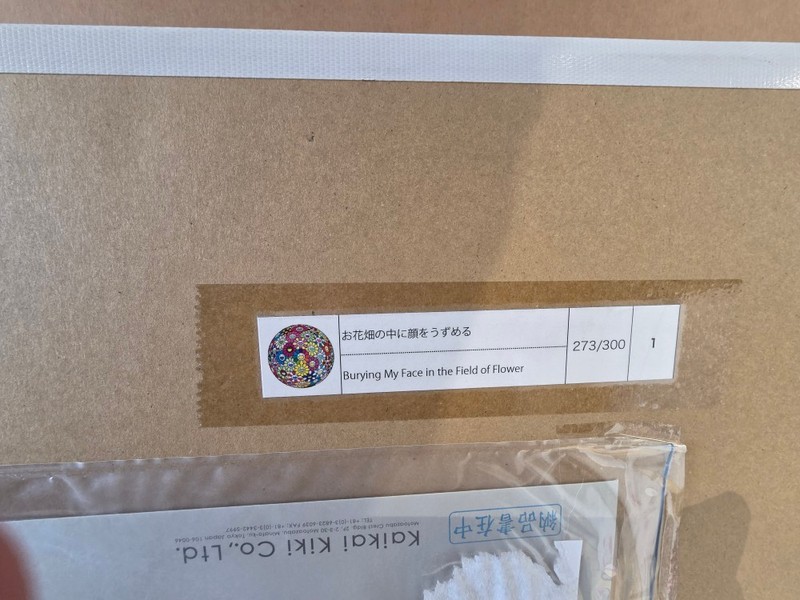 お花畑の中に顔をうずめる
Burying My Face in the Field of Flower
273/300
1
納品書在中
Kaikai Kiki Co., Ltd.